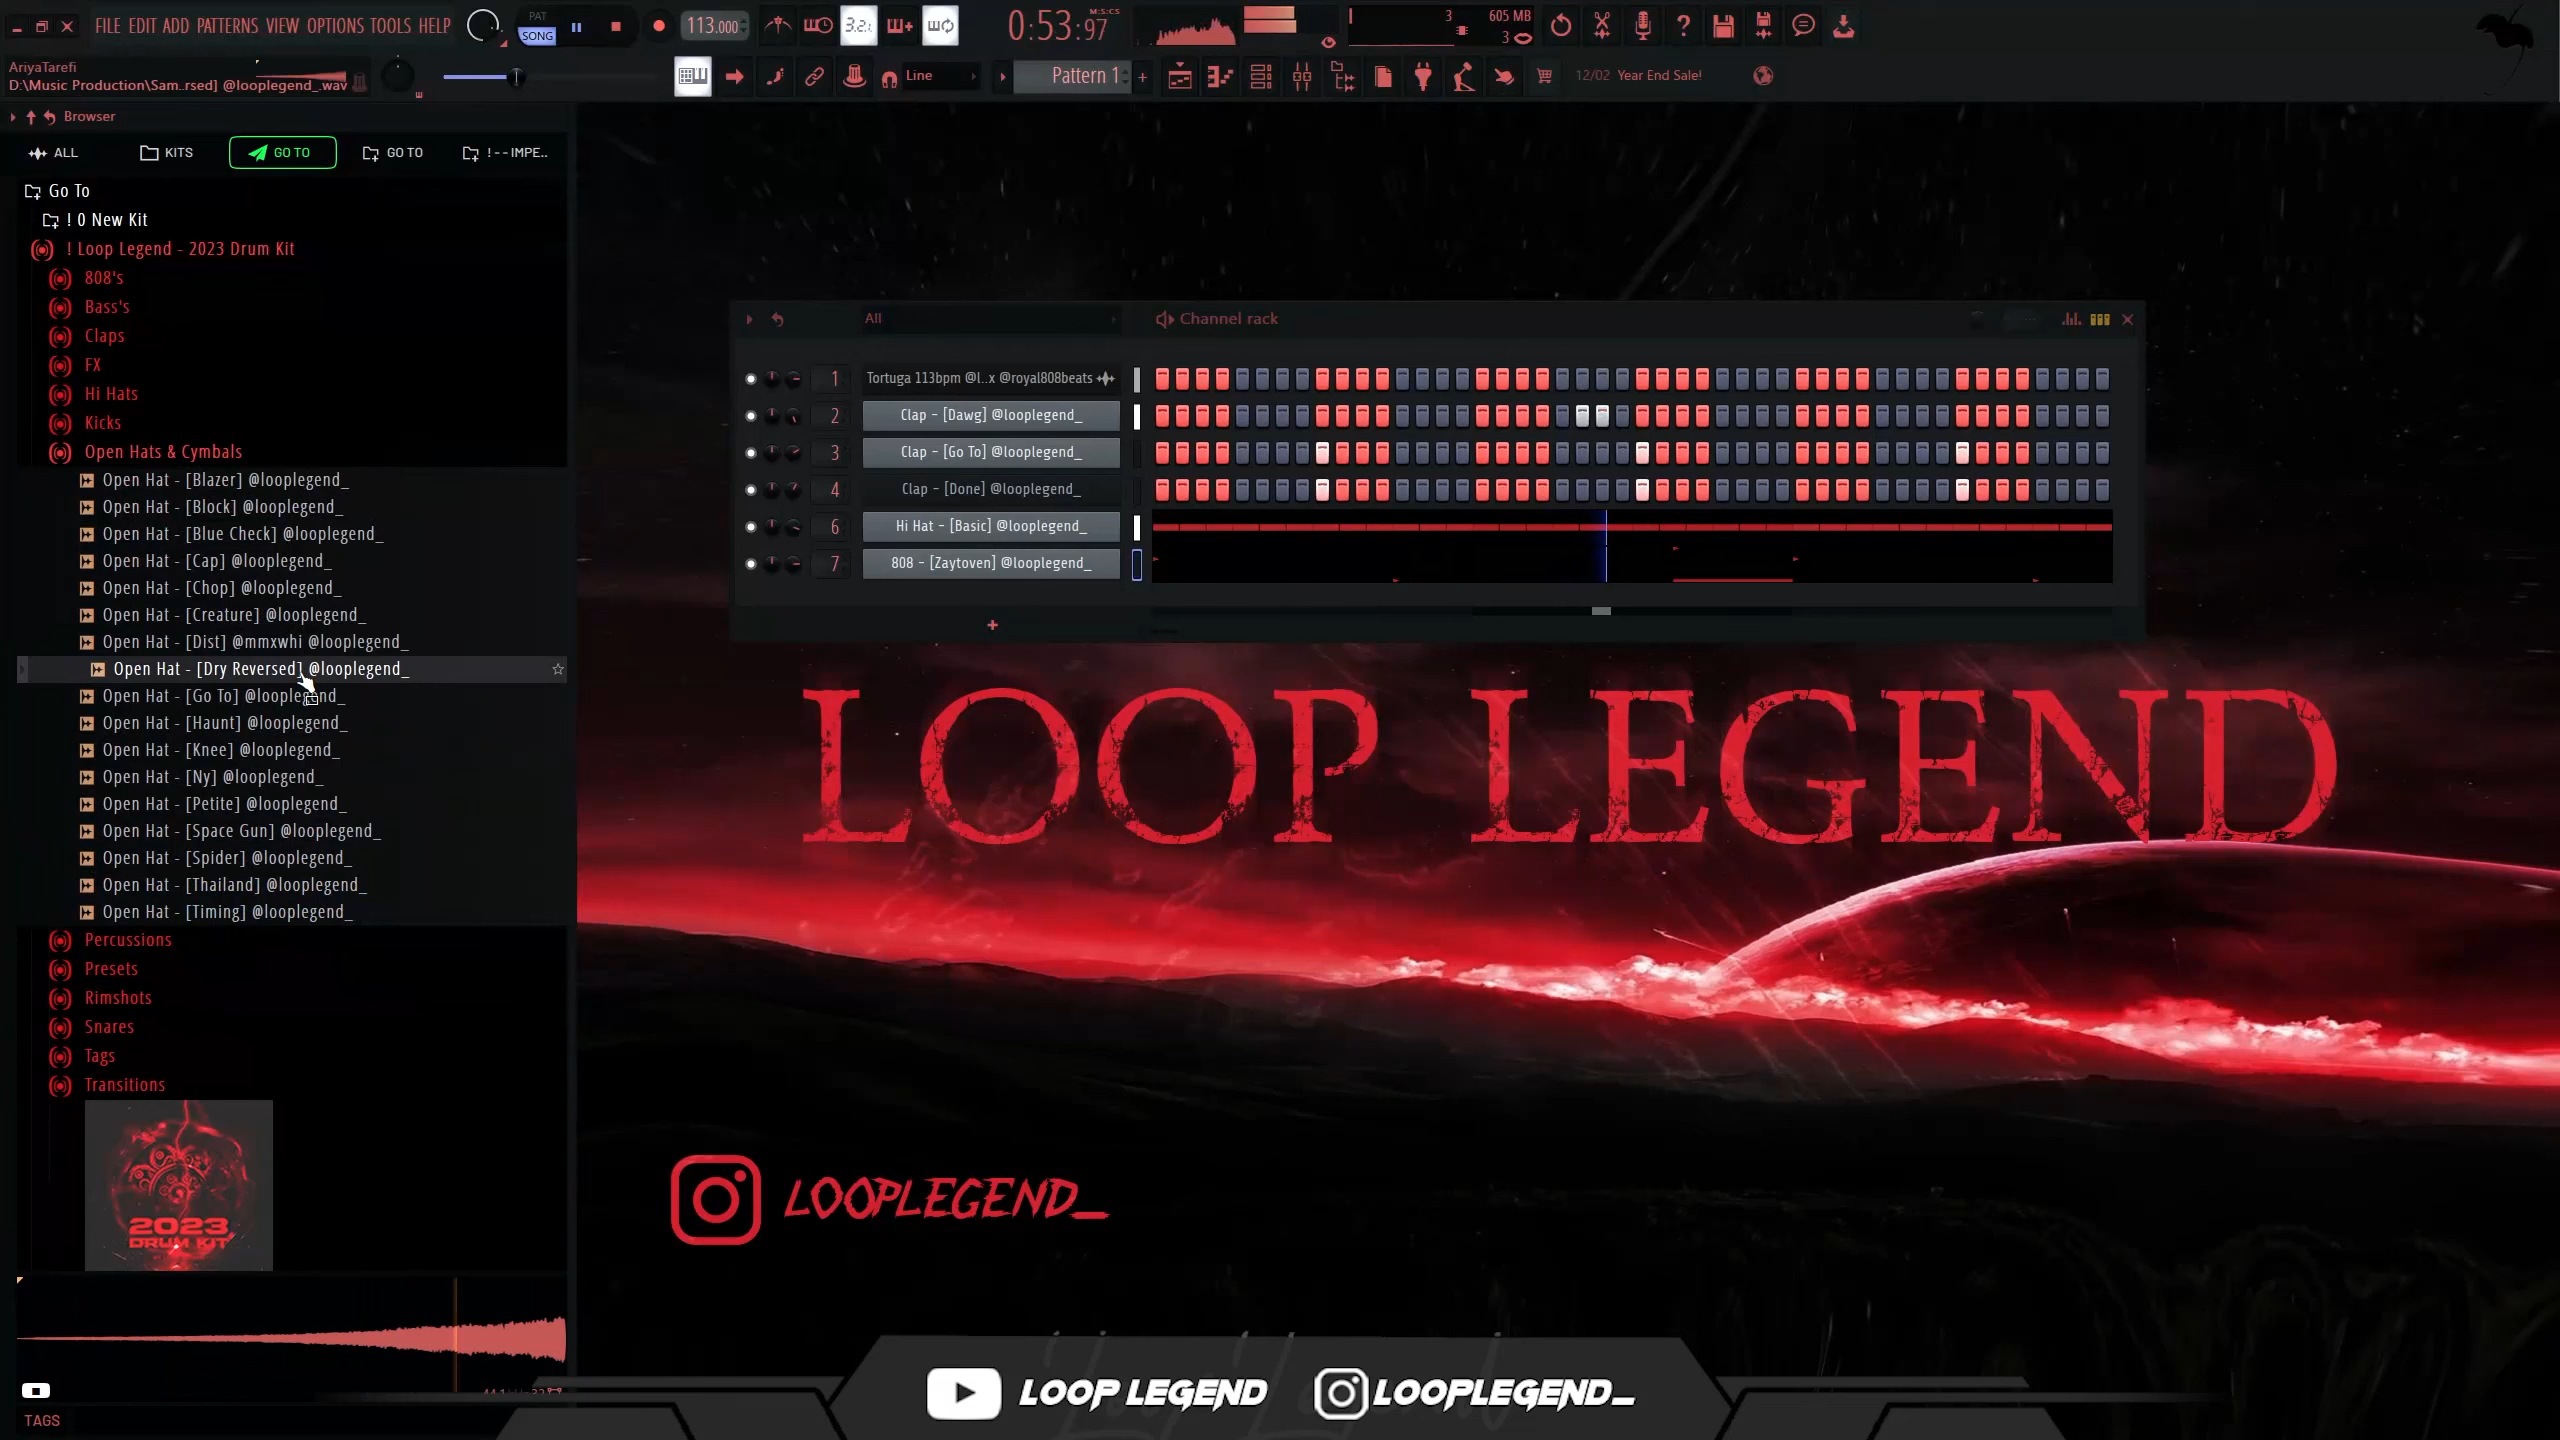 FILE EDIT ADD PATTERNS VIEW OPTIONS TOOLS HELP
PAT
SONG
113.000
3.2.
0:53:97
M:S:CS
3
605 MB
3
AriyaTarefi
D:\Music Production\Sam..rsed] @looplegend_.wav
Line
Pattern 1
12/02 Year End Sale!
Browser
ALL
KITS
GO TO
GO TO
!--IMPE..
Go To
! 0 New Kit
! Loop Legend - 2023 Drum Kit
808's
Bass's
Claps
FX
Hi Hats
Kicks
Open Hats & Cymbals
Open Hat - [Blazer] @looplegend_
Open Hat - [Block] @looplegend_
Open Hat - [Blue Check] @looplegend_
Open Hat - [Cap] @looplegend_
Open Hat - [Chop] @looplegend_
Open Hat - [Creature] @looplegend_
Open Hat - [Dist] @mmxwhi @looplegend_
Open Hat - [Dry Reversed] @looplegend_
Open Hat - [Go To] @looplegend_
Open Hat - [Haunt] @looplegend_
Open Hat - [Knee] @looplegend_
Open Hat - [Ny] @looplegend_
Open Hat - [Petite] @looplegend_
Open Hat - [Space Gun] @looplegend_
Open Hat - [Spider] @looplegend_
Open Hat - [Thailand] @looplegend_
Open Hat - [Timing] @looplegend_
Percussions
Presets
Rimshots
Snares
Tags
Transitions
2023
DRUM KIT
TAGS
All
Channel rack
1 Tortuga 113bpm @l..x @royal808beats
2 Clap - [Dawg] @looplegend_
3 Clap - [Go To] @looplegend_
4 Clap - [Done] @looplegend_
6 Hi Hat - [Basic] @looplegend_
7 808 - [Zaytoven] @looplegend_
LOOP LEGEND
LOOPLEGEND_
LOOP LEGEND
LOOPLEGEND_